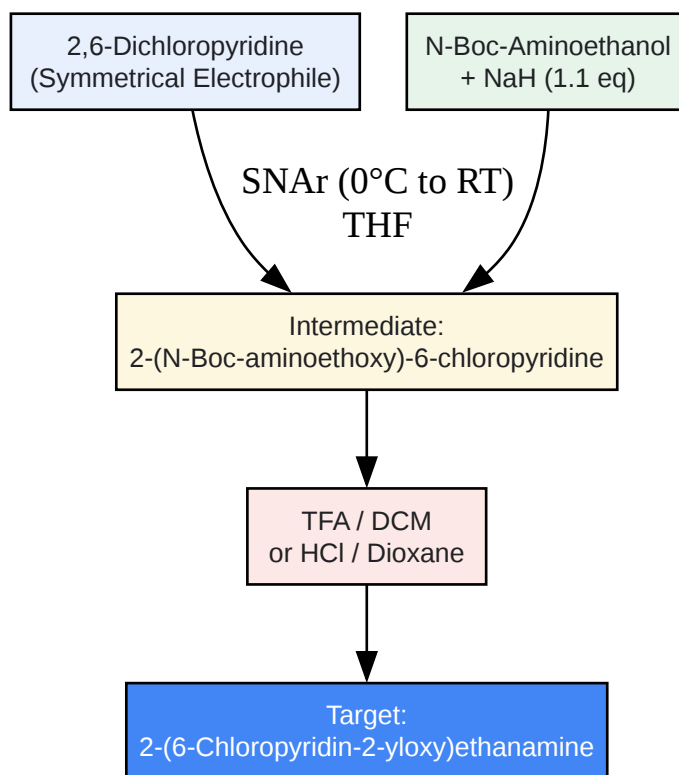 2,6-Dichloropyridine
(Symmetrical Electrophile)
N-Boc-Aminoethanol
+ NaH (1.1 eq)
SNAr (0°C to RT)
THF
Intermediate:
2-(N-Boc-aminoethoxy)-6-chloropyridine
TFA / DCM
or HCl / Dioxane
Target:
2-(6-Chloropyridin-2-yloxy)ethanamine